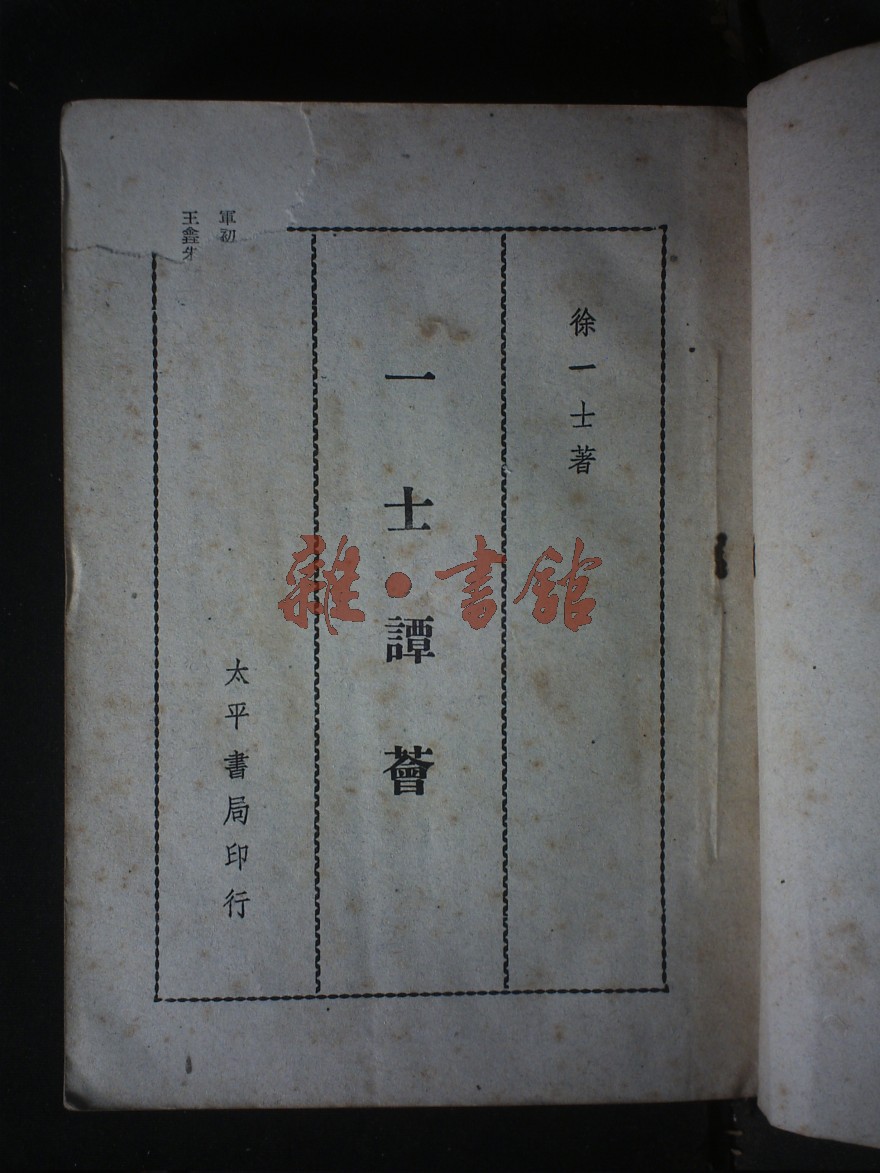 徐一士著
一士譚薈
太平書局印行
軍初
王鑫
雜·書館